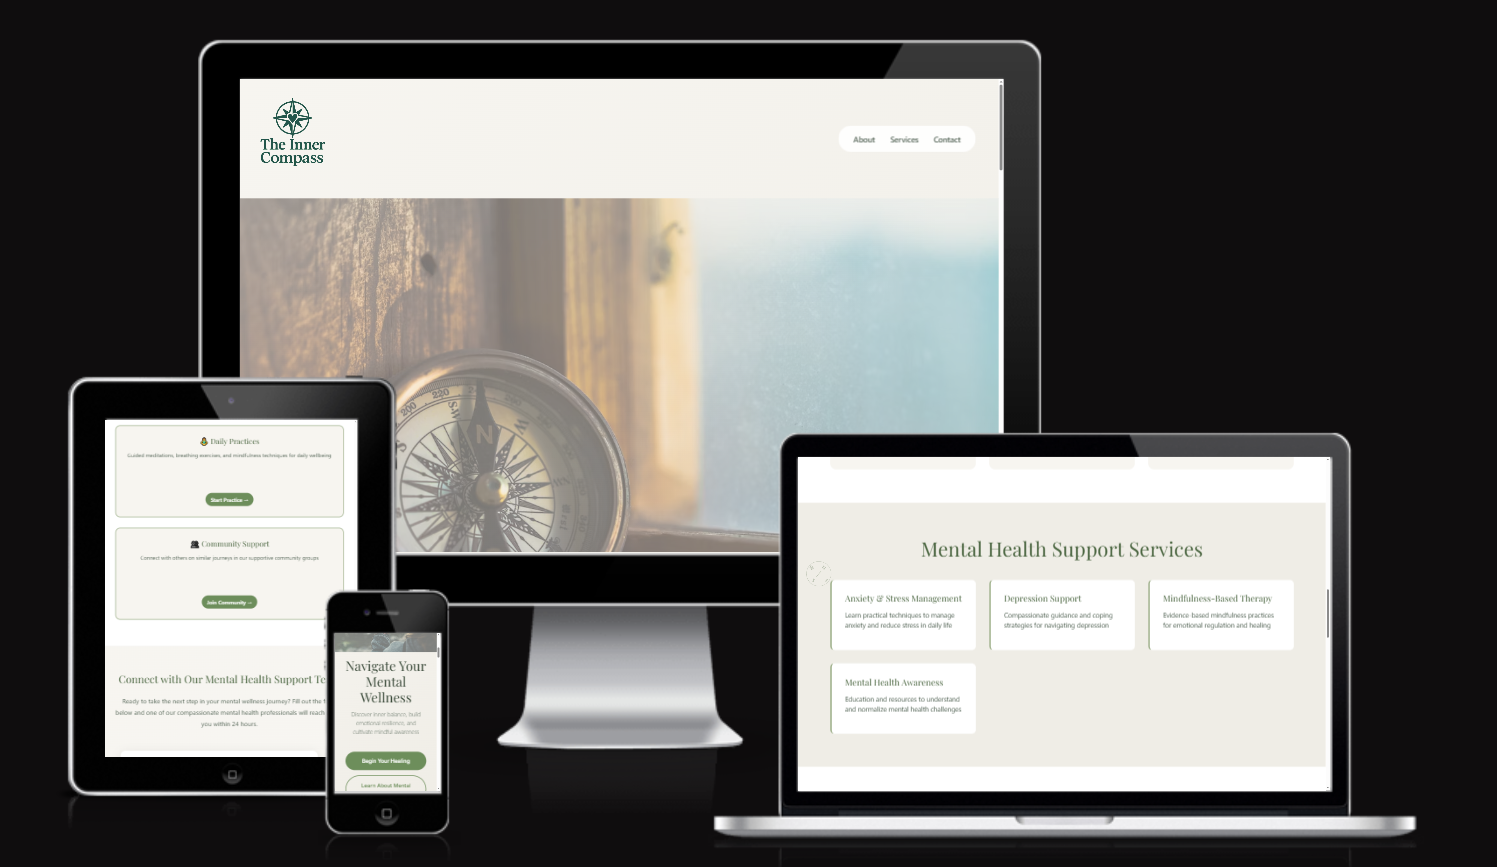 The Inner
Compass
About Services Contact
200
220
SW
S
N
W
Daily Practices
Guided meditations, breathing exercises, and mindfulness techniques for daily wellbeing
Start Practice →
Community Support
Connect with others on similar journeys in our supportive community groups
Join Community →
Connect with Our Mental Health Support Te
Ready to take the next step in your mental wellness journey? Fill out the f
below and one of our compassionate mental health professionals will reach
you within 24 hours.
Navigate Your
Mental
Wellness
Discover inner balance, build
emotional resilience, and
cultivate mindful awareness
Begin Your Healing
Learn About Mental
Mental Health Support Services
Anxiety & Stress Management
Learn practical techniques to manage
anxiety and reduce stress in daily life
Depression Support
Compassionate guidance and coping
strategies for navigating depression
Mindfulness-Based Therapy
Evidence-based mindfulness practices
for emotional regulation and healing
Mental Health Awareness
Education and resources to understand
and normalize mental health challenges